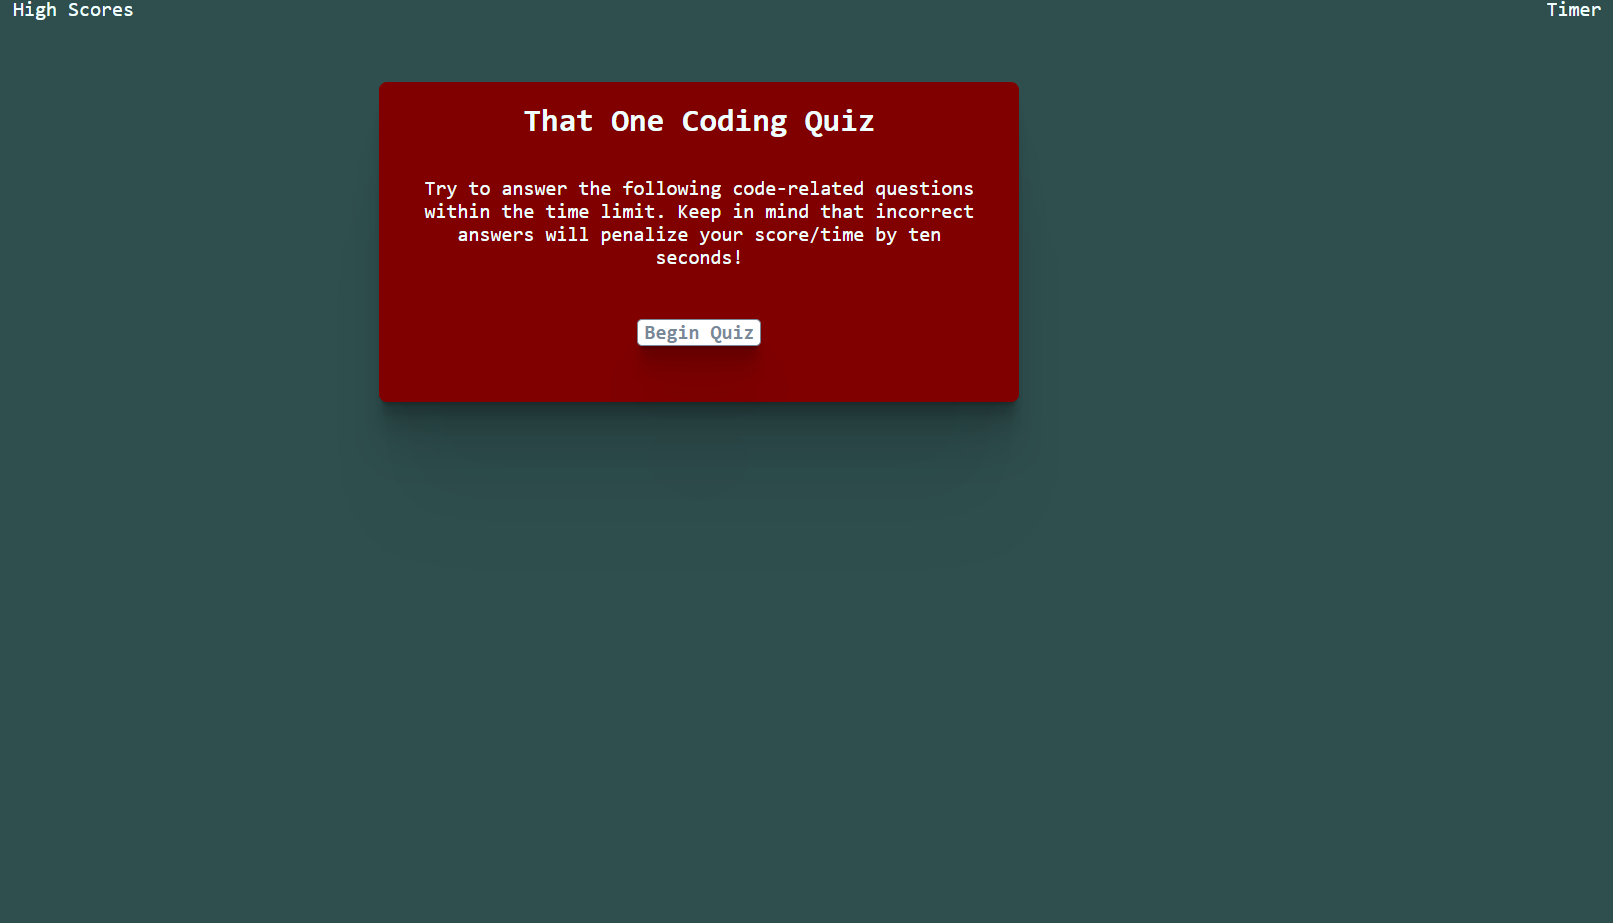 High Scores
Timer
That One Coding Quiz
Try to answer the following code-related questions
within the time limit. Keep in mind that incorrect
answers will penalize your score/time by ten
seconds!
Begin Quiz